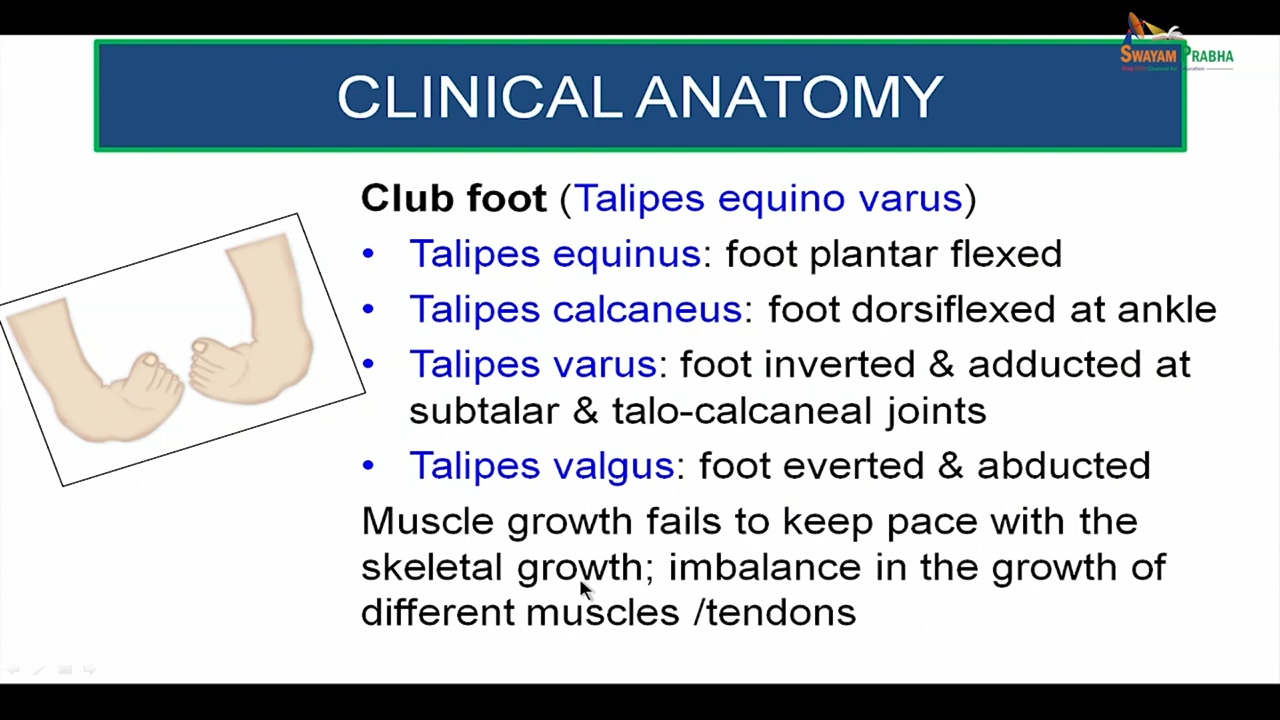 SWAYAM PRABHA
CLINICAL ANATOMY
Club foot (Talipes equino varus)
• Talipes equinus: foot plantar flexed
• Talipes calcaneus: foot dorsiflexed at ankle
• Talipes varus: foot inverted & adducted at
subtalar & talo-calcaneal joints
• Talipes valgus: foot everted & abducted
Muscle growth fails to keep pace with the
skeletal growth; imbalance in the growth of
different muscles /tendons